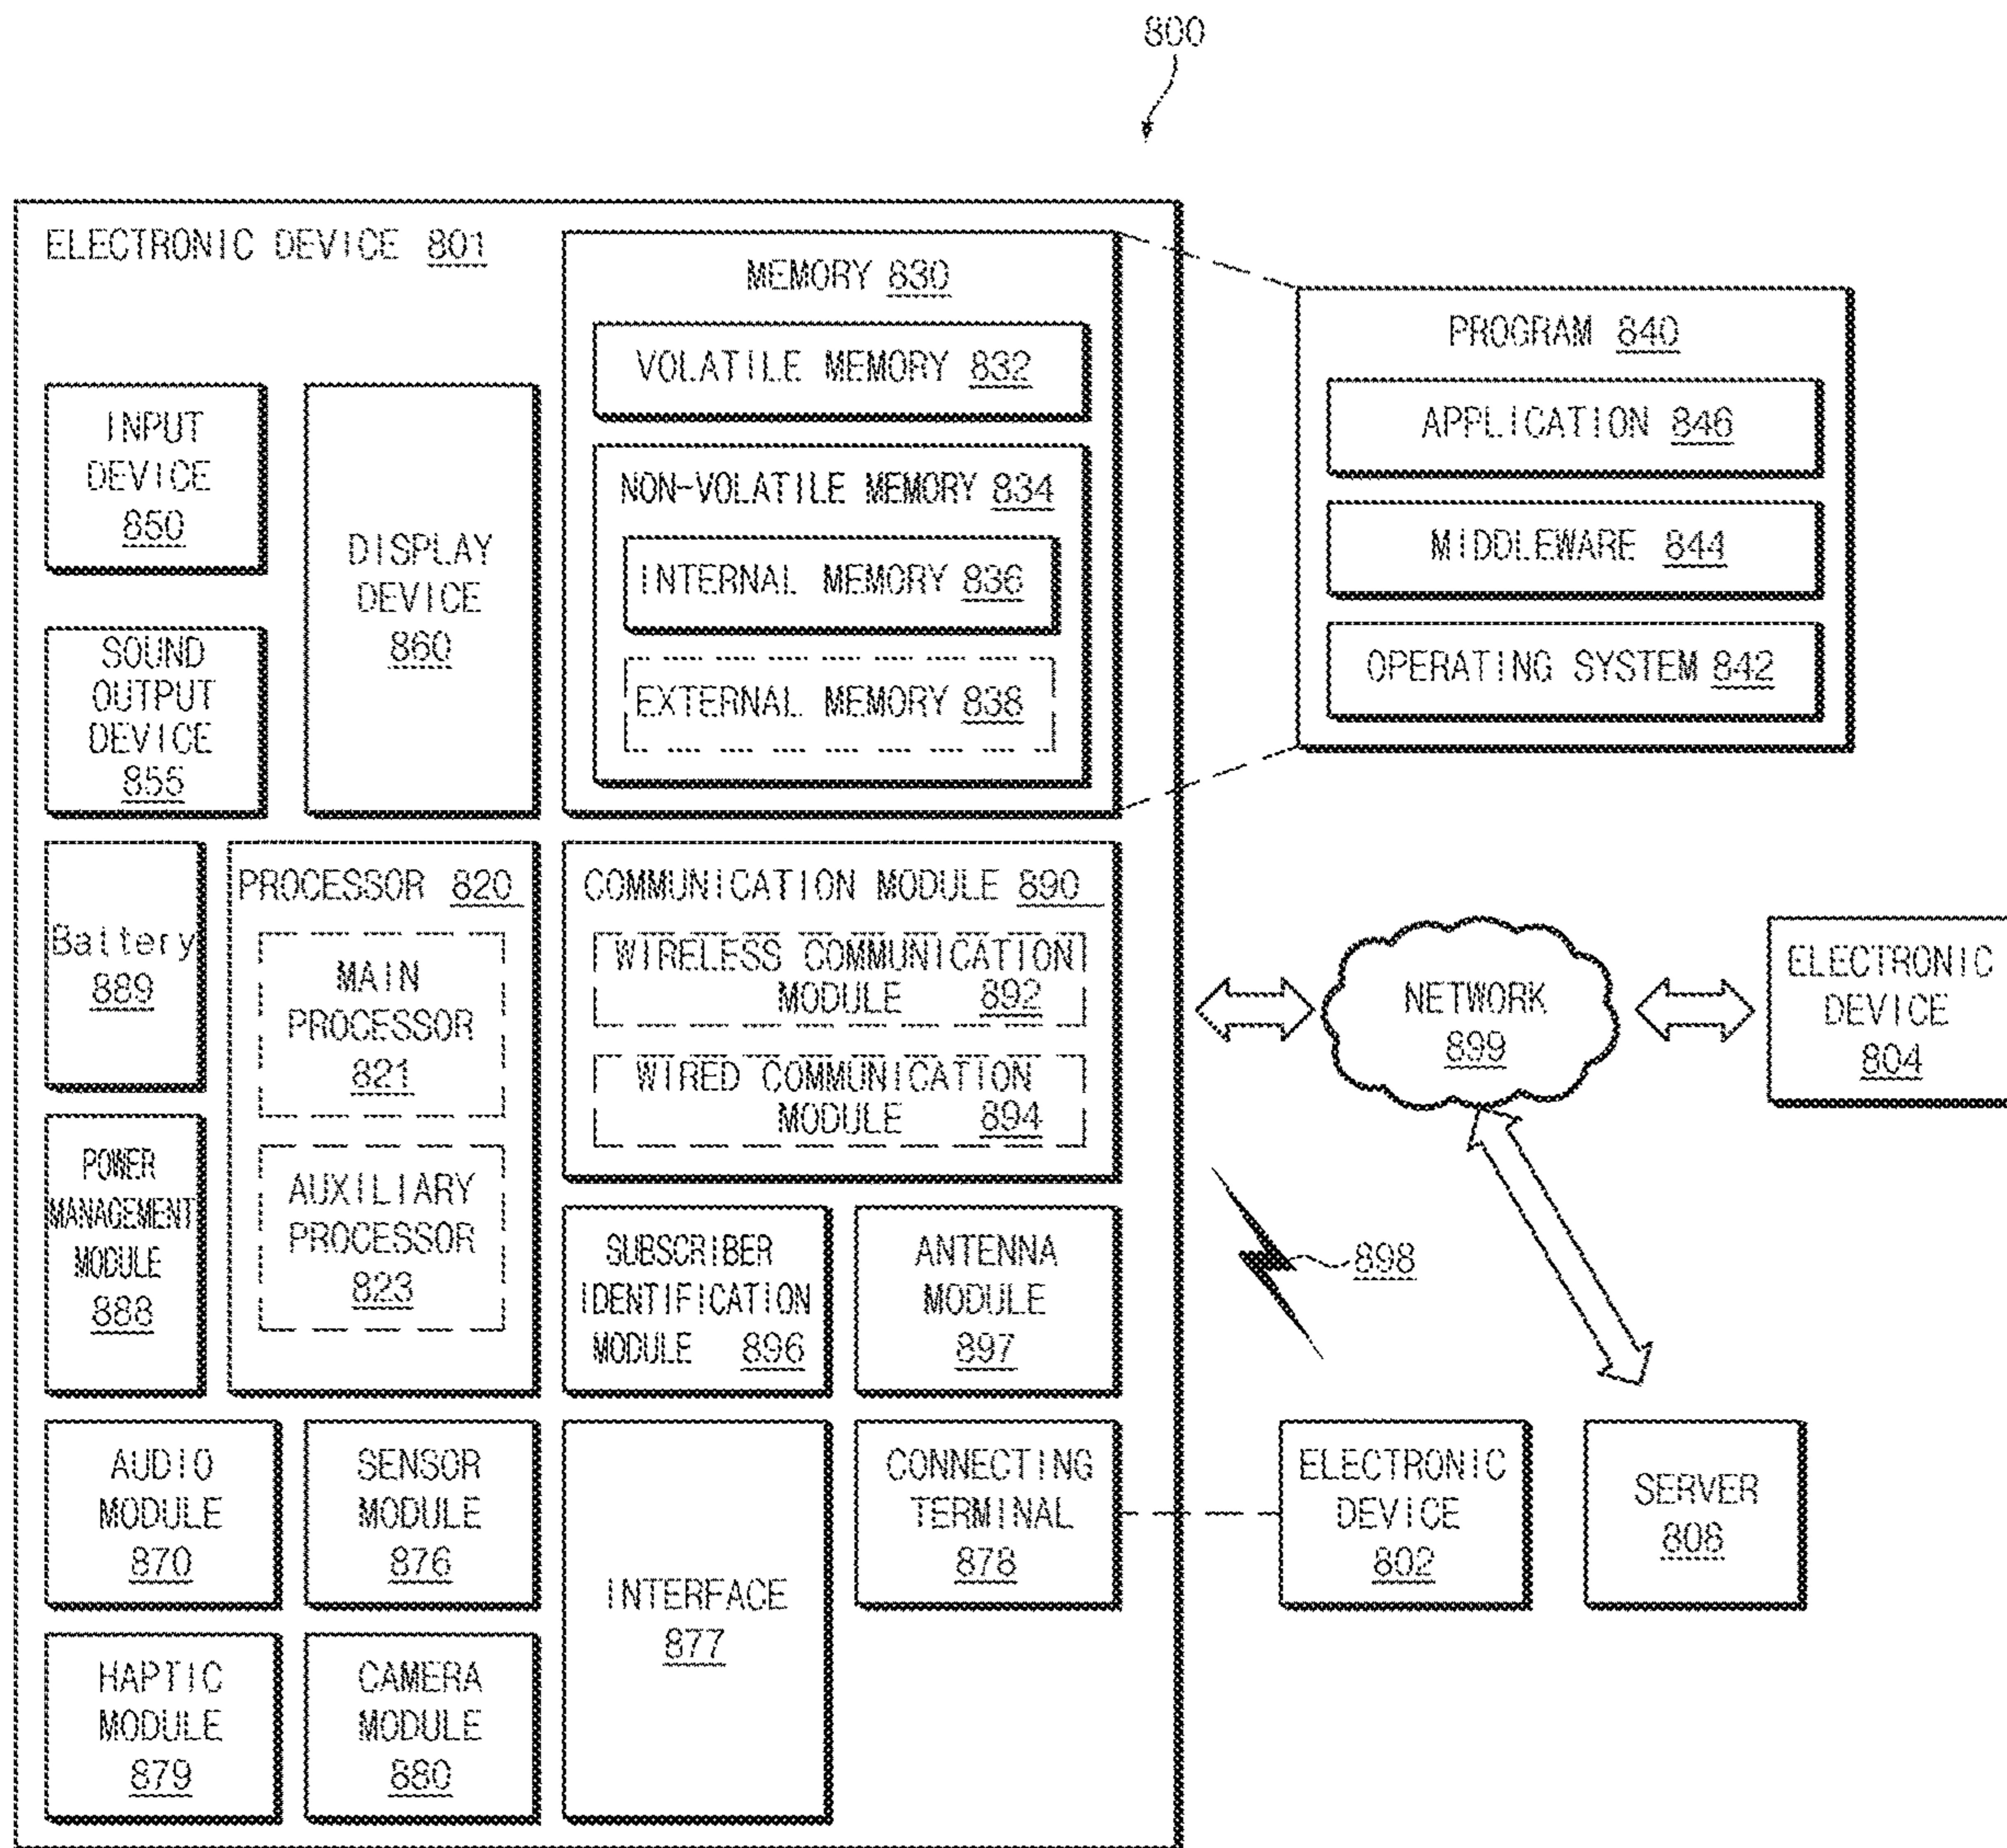 800
ELECTRONIC DEVICE 801
MEMORY 830
VOLATILE MEMORY 832
NON-VOLATILE MEMORY 834
INTERNAL MEMORY 836
EXTERNAL MEMORY 838
PROGRAM 840
APPLICATION 846
MIDDLEWARE 844
OPERATING SYSTEM 842
INPUT
DEVICE
850
DISPLAY
DEVICE
860
SOUND
OUTPUT
DEVICE
855
Battery
889
PROCESSOR 820
MAIN
PROCESSOR
821
AUXILIARY
PROCESSOR
823
COMMUNICATION MODULE 890
WIRELESS COMMUNICATION
MODULE 892
WIRED COMMUNICATION
MODULE 894
NETWORK
899
ELECTRONIC
DEVICE
804
POWER
MANAGEMENT
MODULE
888
SUBSCRIBER
IDENTIFICATION
MODULE 896
ANTENNA
MODULE
897
898
AUDIO
MODULE
870
SENSOR
MODULE
876
INTERFACE
877
CONNECTING
TERMINAL
878
ELECTRONIC
DEVICE
802
SERVER
808
HAPTIC
MODULE
879
CAMERA
MODULE
880